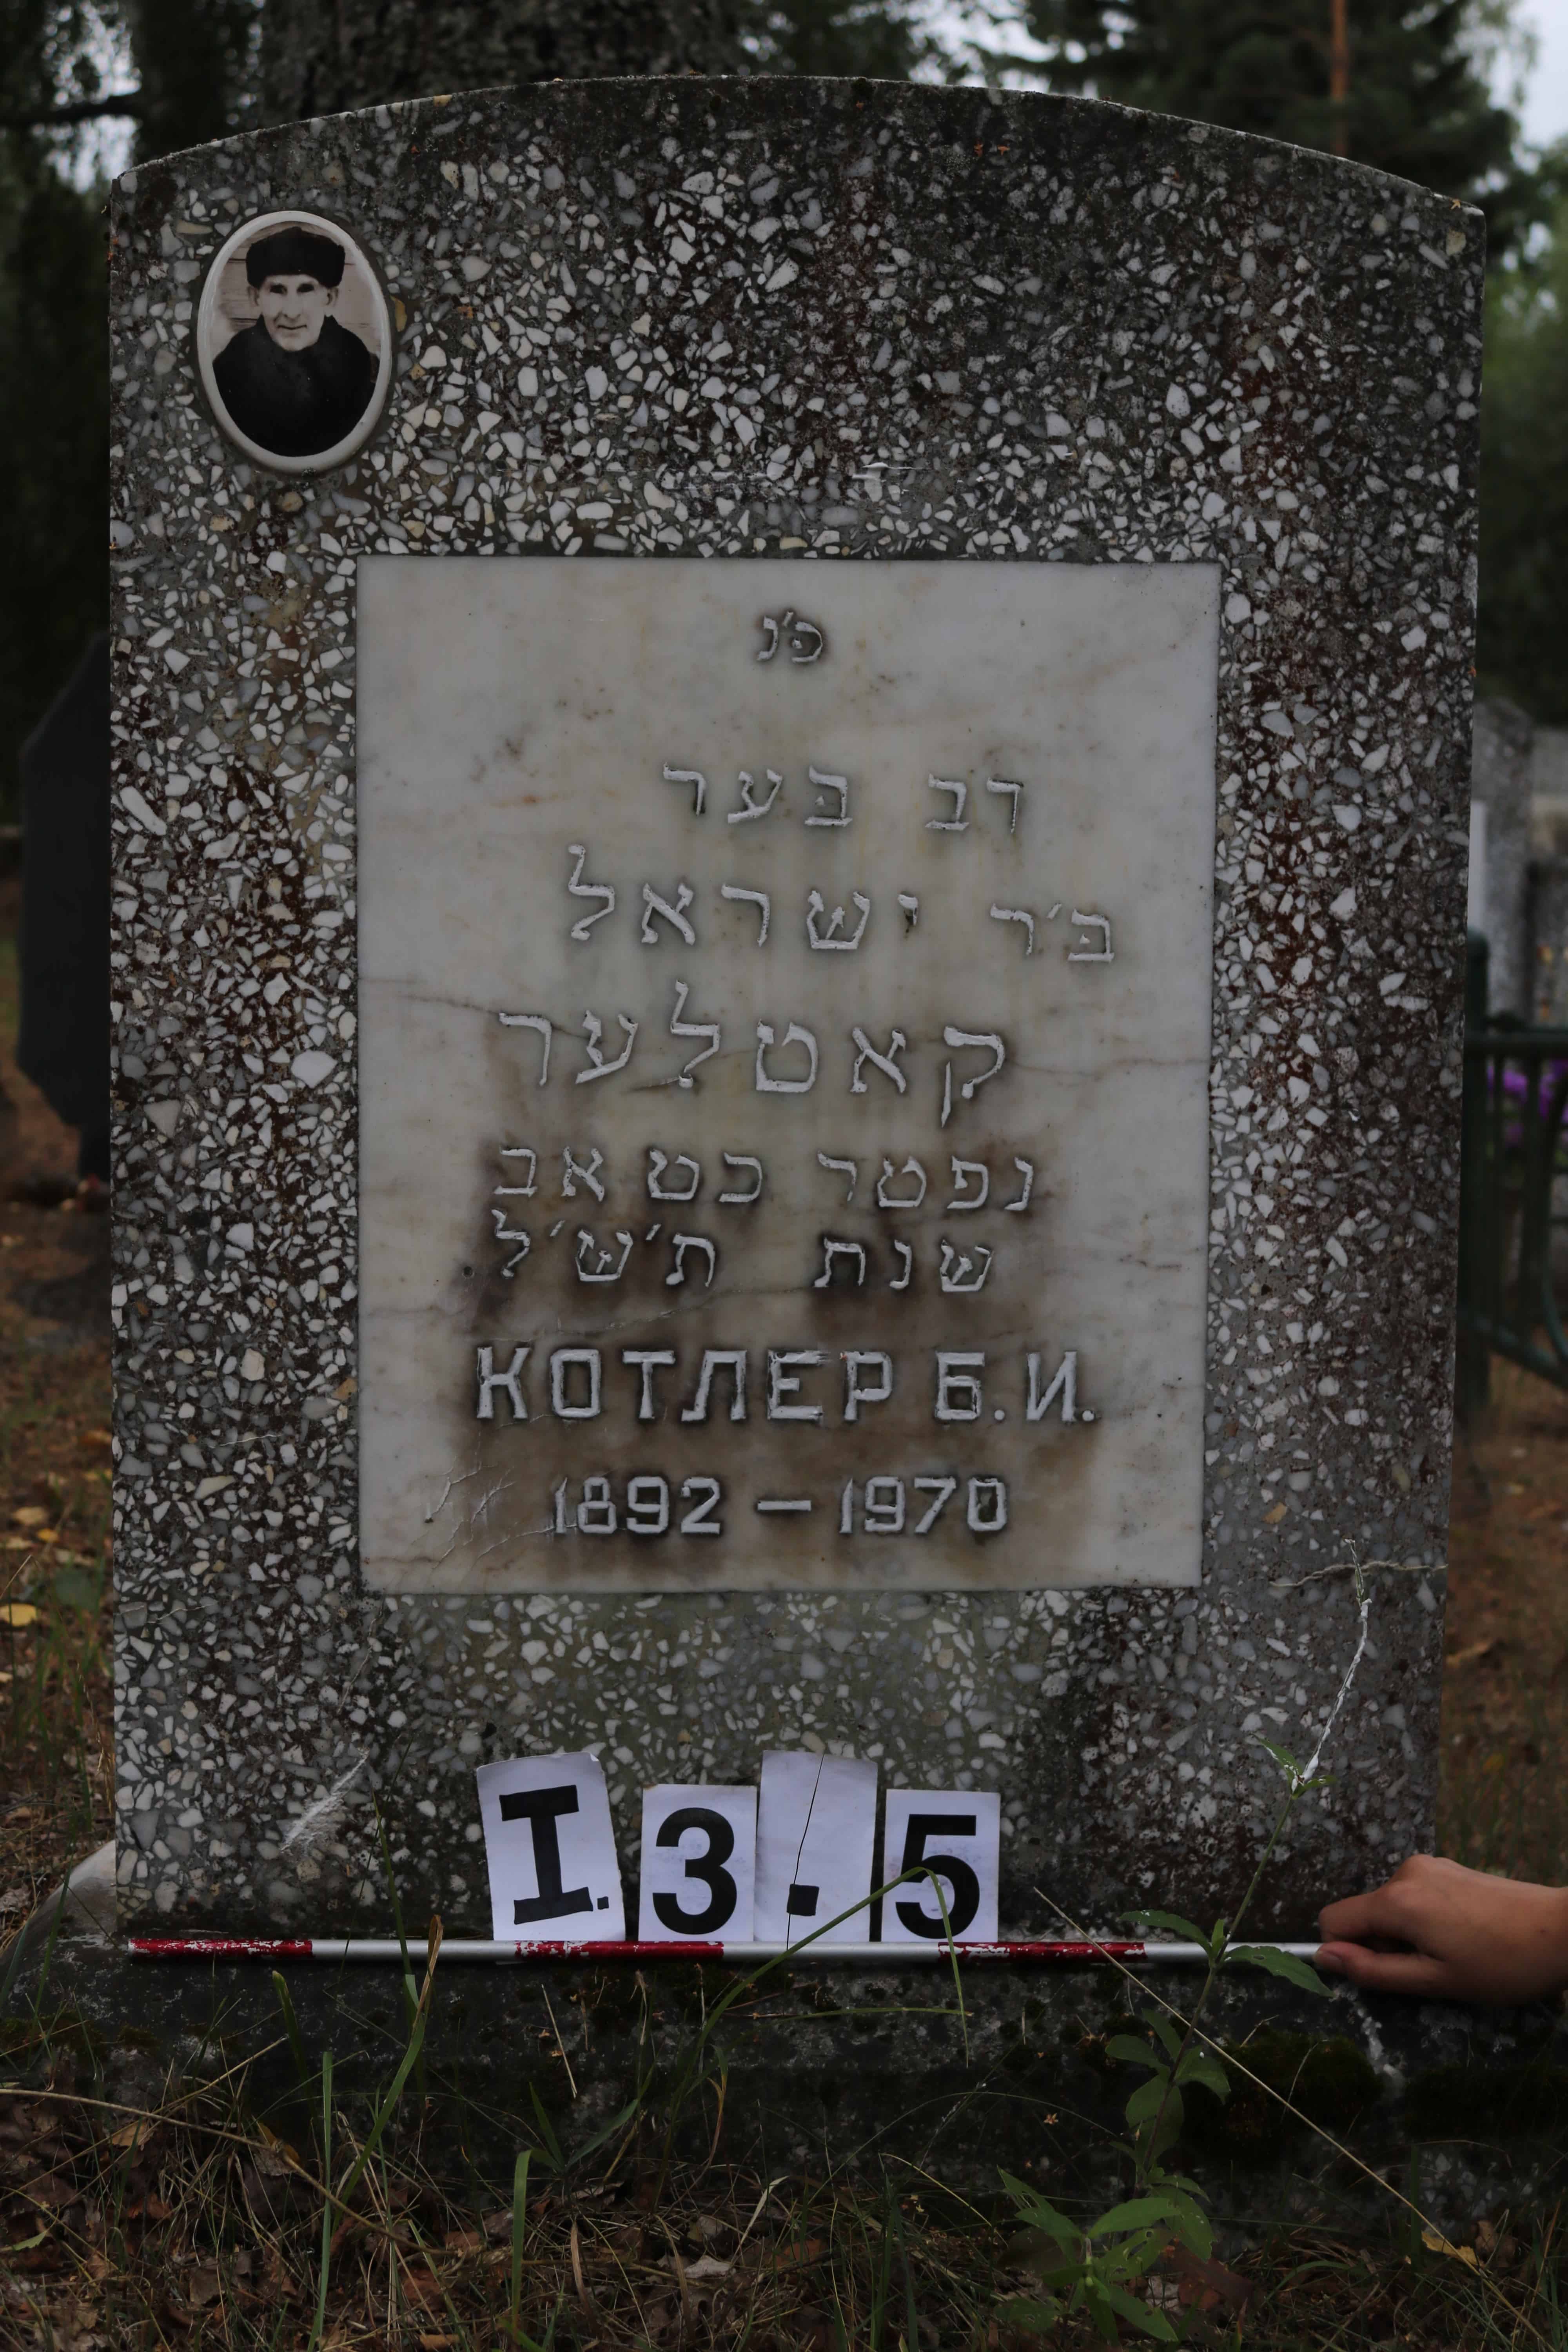 כ'נ
רב בער
ב'ר ישראל
קאטלער
נפטר כט אב
שנת ת'ש'ל
КОТЛЕР Б.И.
1892 – 1970
I. 3 . 5